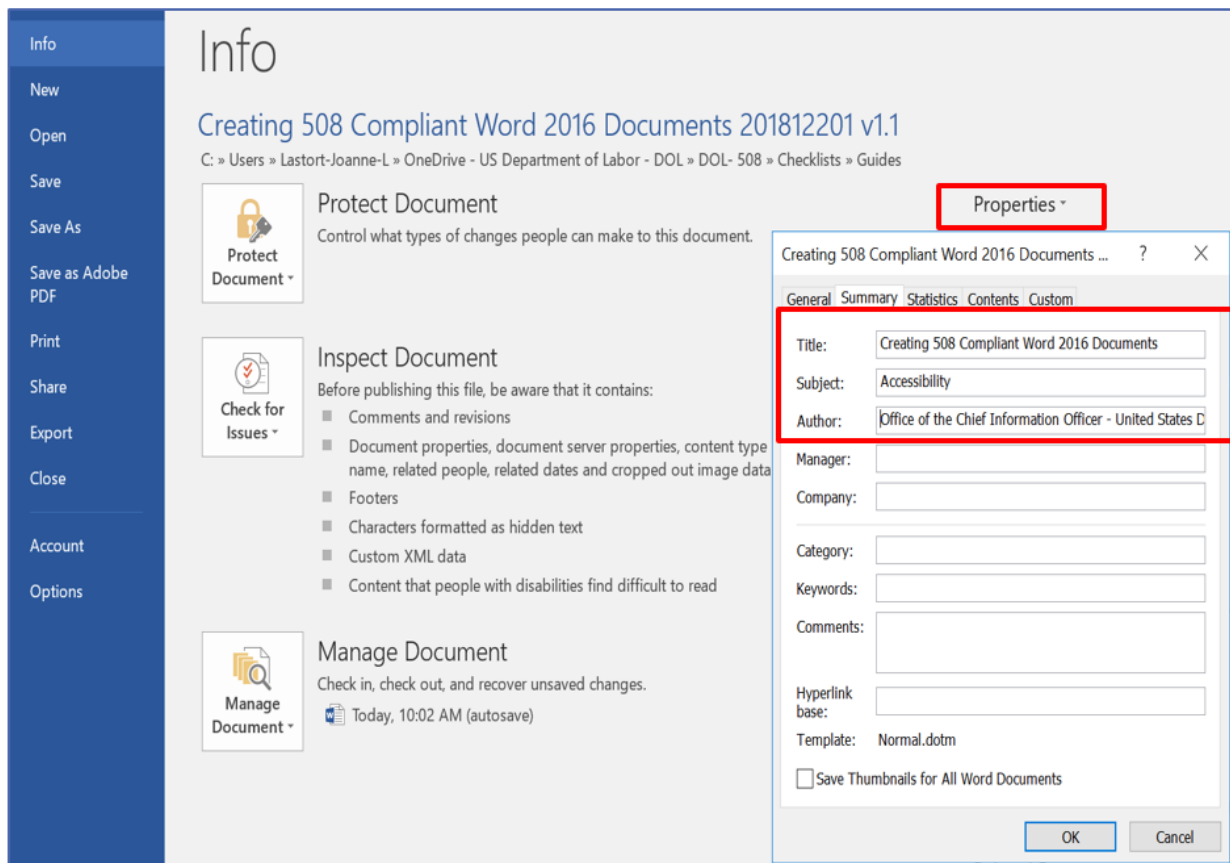 Info
New
Open
Save
Save As
Save as Adobe
PDF
Print
Share
Export
Close
Account
Options
Info
Creating 508 Compliant Word 2016 Documents 201812201 v1.1
C: » Users » Lastort-Joanne-L » OneDrive - US Department of Labor - DOL » DOL- 508 » Checklists » Guides
Protect
Document
Protect Document
Control what types of changes people can make to this document.
Check for
Issues
Inspect Document
Before publishing this file, be aware that it contains:
Comments and revisions
Document properties, document server properties, content type
name, related people, related dates and cropped out image data
Footers
Characters formatted as hidden text
Custom XML data
Content that people with disabilities find difficult to read
Manage
Document
Manage Document
Check in, check out, and recover unsaved changes.
Today, 10:02 AM (autosave)
Properties
Creating 508 Compliant Word 2016 Documents ... ?
General Summary Statistics Contents Custom
Title: Creating 508 Compliant Word 2016 Documents
Subject: Accessibility
Author: Office of the Chief Information Officer - United States D
Manager:
Company:
Category:
Keywords:
Comments:
Hyperlink
base:
Template: Normal.dotm
Save Thumbnails for All Word Documents
OK Cancel